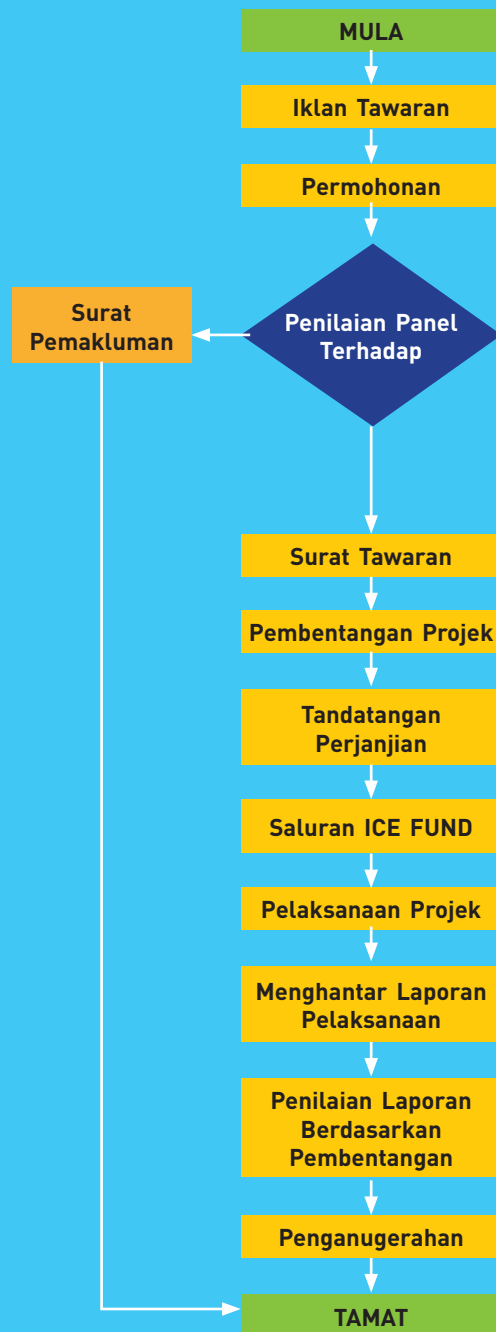 MULA
Iklan Tawaran
Permohonan
Penilaian Panel
Terhadap
Surat
Pemakluman
Surat Tawaran
Pembentangan Projek
Tandatangan
Perjanjian
Saluran ICE FUND
Pelaksanaan Projek
Menghantar Laporan
Pelaksanaan
Penilaian Laporan
Berdasarkan
Pembentangan
Penganugerahan
TAMAT